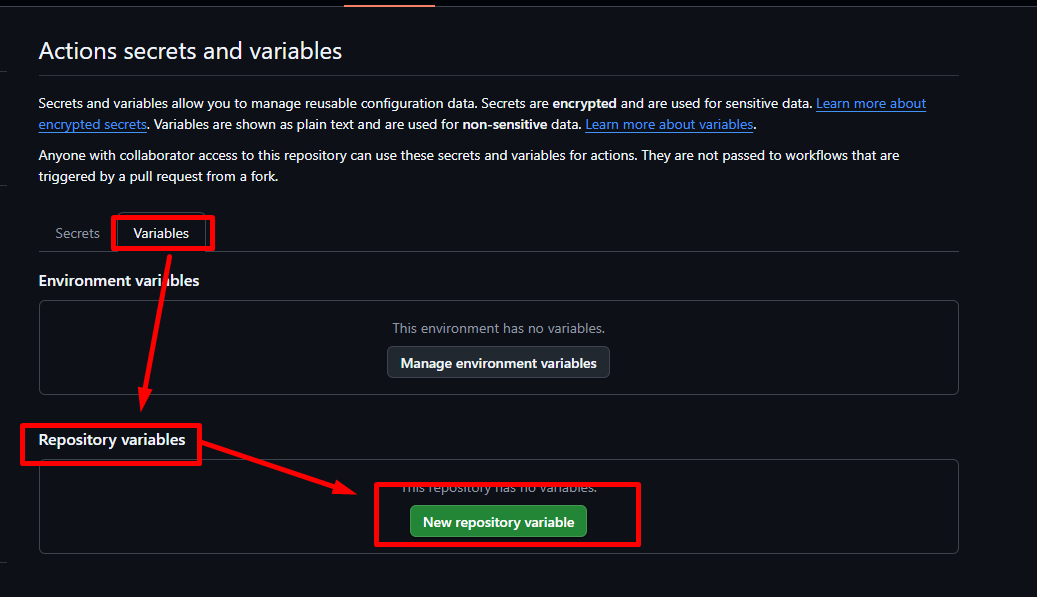 Actions secrets and variables
Secrets and variables allow you to manage reusable configuration data. Secrets are encrypted and are used for sensitive data. Learn more about
encrypted secrets. Variables are shown as plain text and are used for non-sensitive data. Learn more about variables.
Anyone with collaborator access to this repository can use these secrets and variables for actions. They are not passed to workflows that are
triggered by a pull request from a fork.
Secrets
Variables
Environment variables
This environment has no variables.
Manage environment variables
Repository variables
This repository has no variables.
New repository variable